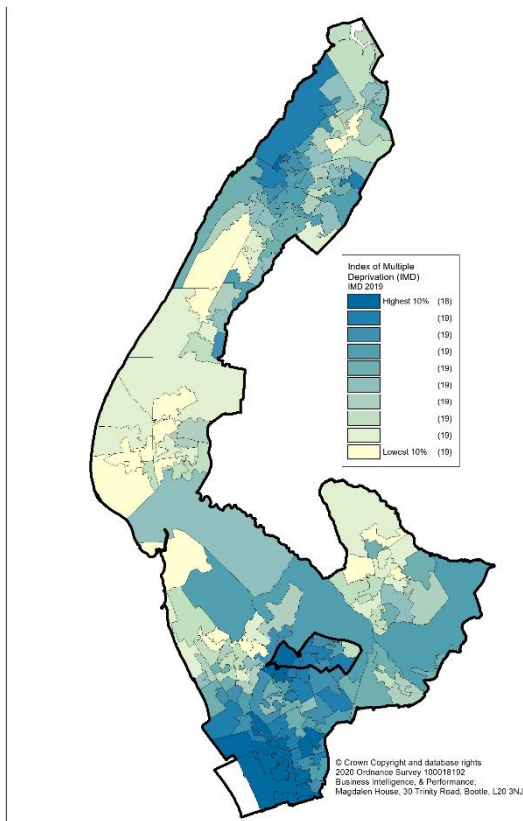 Index of Multiple
Deprivation (IMD)
IMD 2019
Highest 10% (18)
(19)
(19)
(19)
(19)
(19)
(19)
(19)
(19)
Lowest 10% (19)
© Crown Copyright and database rights
2020 Ordnance Survey 100018192
Business Intelligence, & Performance,
Magdalen House, 30 Trinity Road, Bootle, L20 3NJ